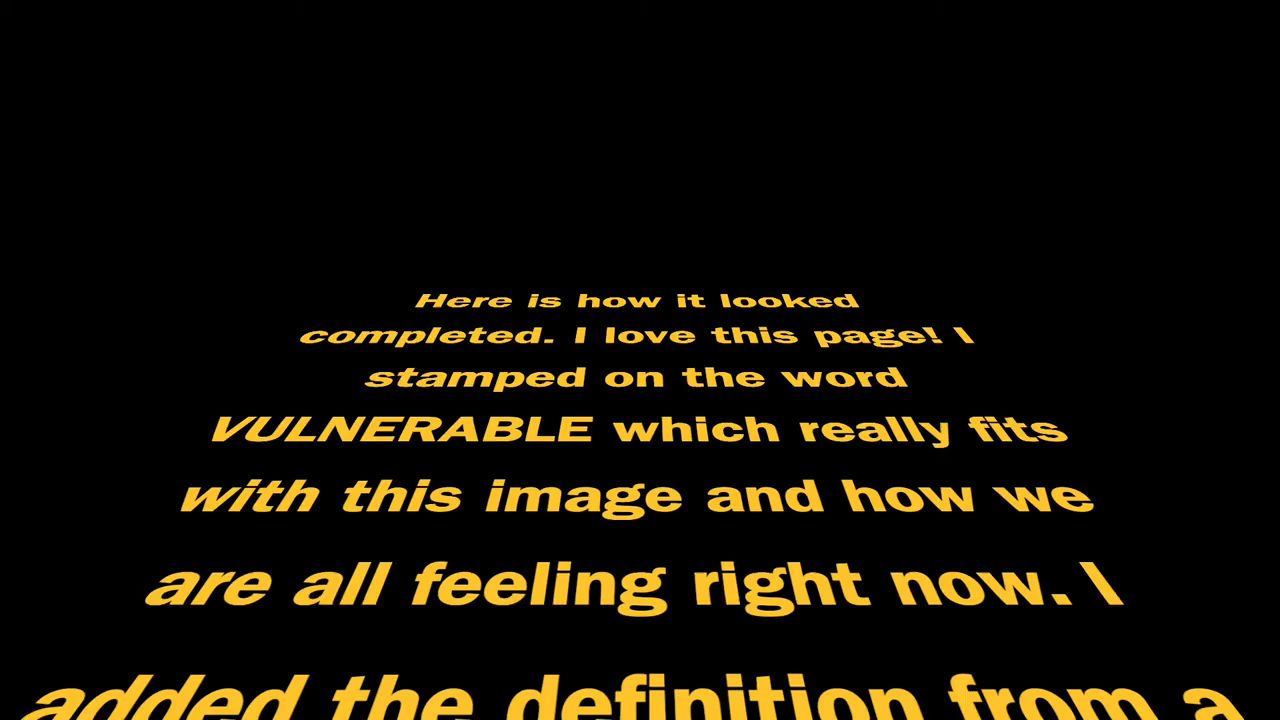 Here is how it looked
completed. I love this page! I
stamped on the word
VULNERABLE which really fits
with this image and how we
are all feeling right now. I
added the definition from a